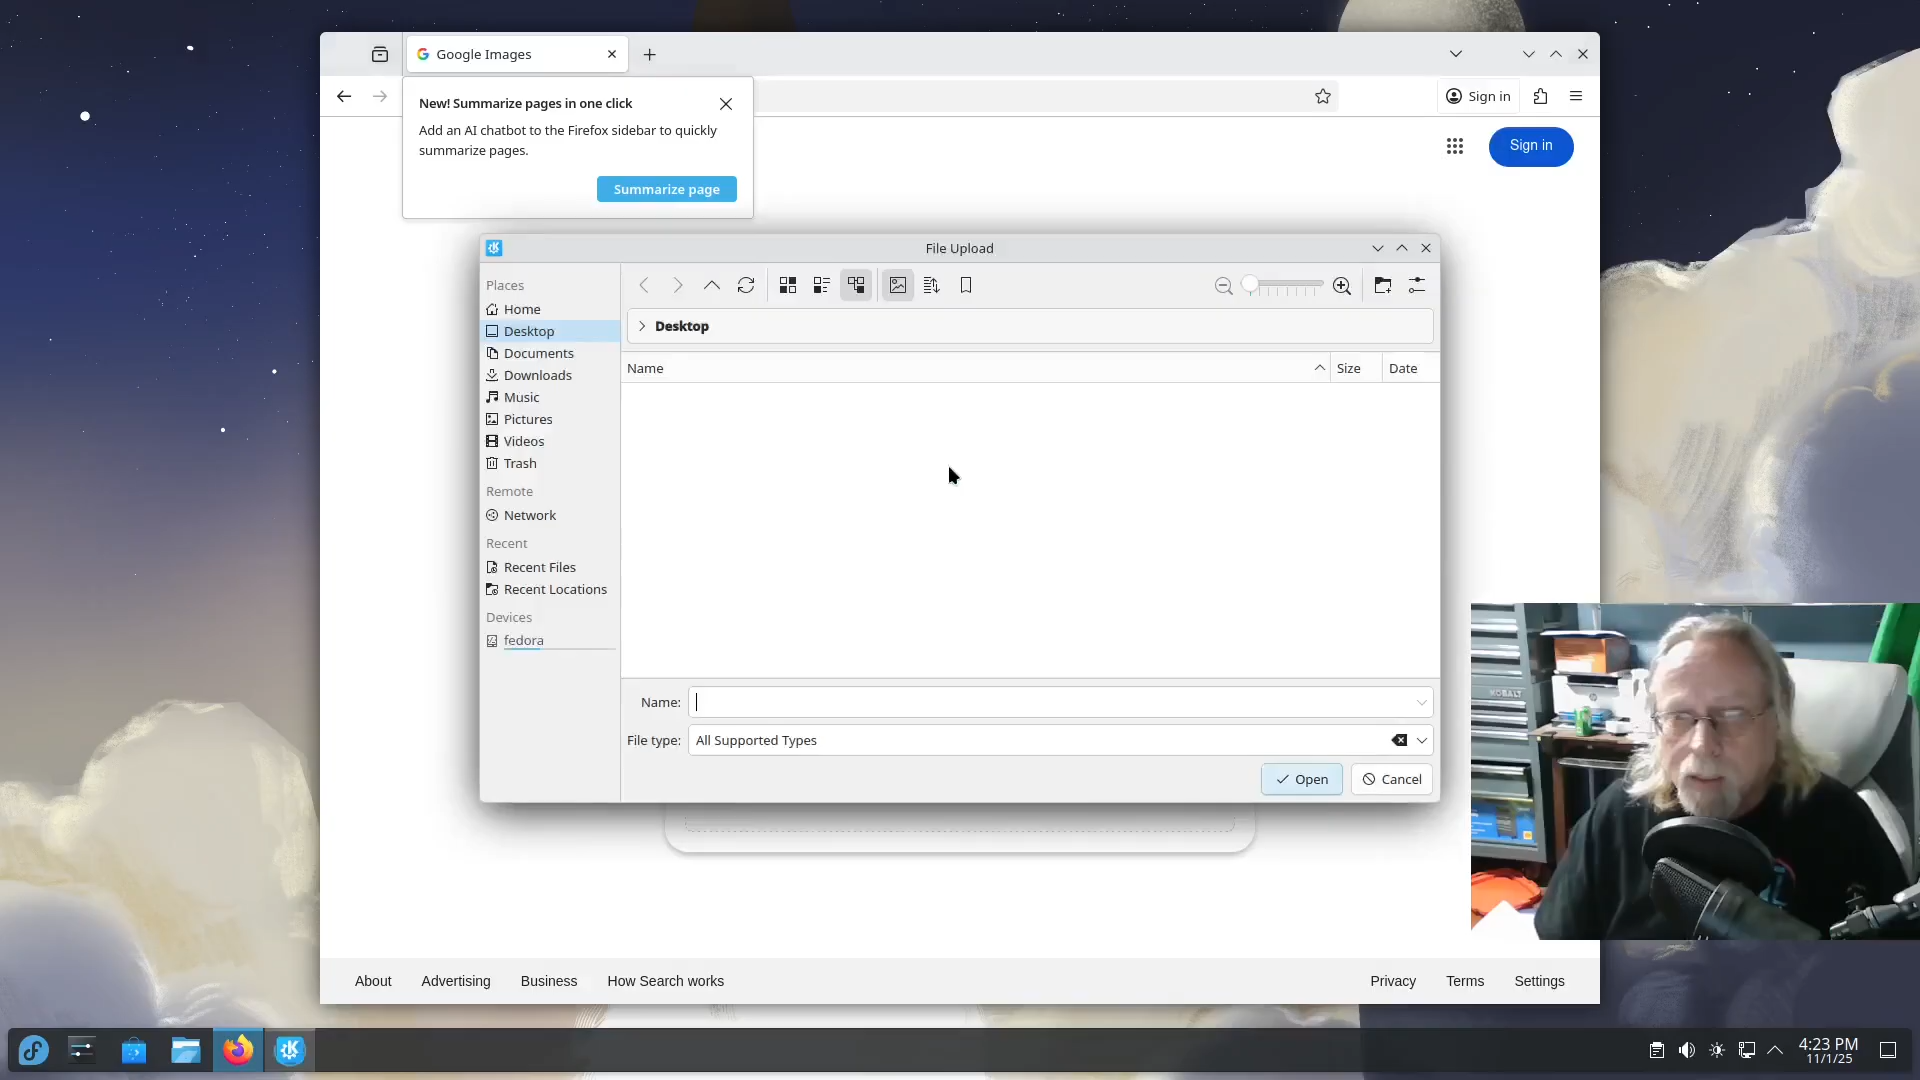 Google Images
New! Summarize pages in one click
Add an AI chatbot to the Firefox sidebar to quickly
summarize pages.
Summarize page
Sign in
Sign in
File Upload
Places
Home
Desktop
Documents
Downloads
Music
Pictures
Videos
Trash
Remote
Network
Recent
Recent Files
Recent Locations
Devices
fedora
Desktop
Name
Size
Date
Name:
File type:
All Supported Types
Open
Cancel
KOBALT
About
Advertising
Business
How Search works
Privacy
Terms
Settings
4:23 PM
11/1/25